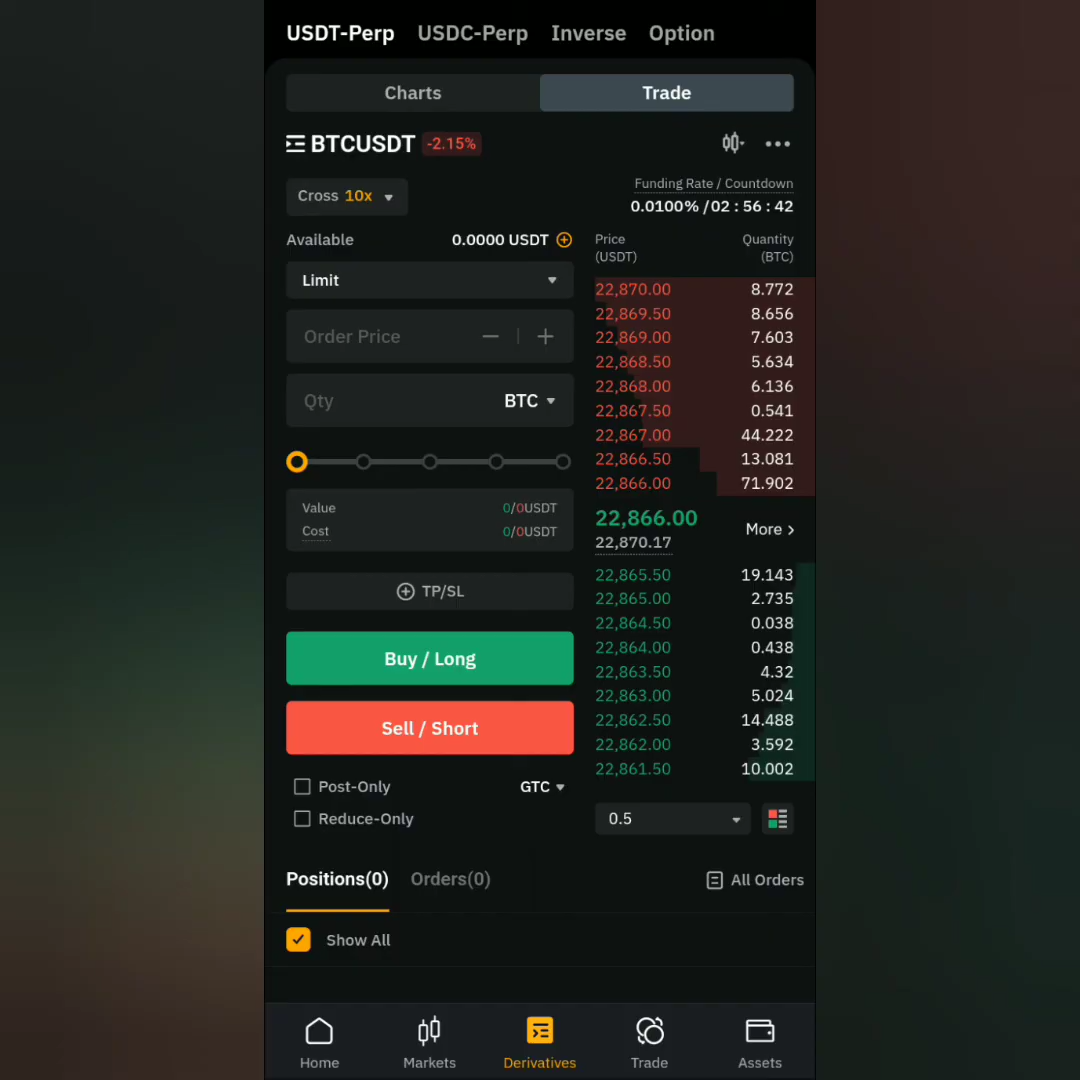 USDT-Perp USDC-Perp Inverse Option
Charts Trade
BTCUSDT -2.15%
Cross 10x
Funding Rate / Countdown
0.0100% /02 : 56 : 42
Available 0.0000 USDT
Limit
Order Price
Qty BTC
Value 0/0USDT
Cost 0/0USDT
TP/SL
Buy / Long
Sell / Short
Post-Only GTC
Reduce-Only
Price Quantity
(USDT) (BTC)
22,870.00 8.772
22,869.50 8.656
22,869.00 7.603
22,868.50 5.634
22,868.00 6.136
22,867.50 0.541
22,867.00 44.222
22,866.50 13.081
22,866.00 71.902
22,866.00
22,870.17
More >
22,865.50 19.143
22,865.00 2.735
22,864.50 0.038
22,864.00 0.438
22,863.50 4.32
22,863.00 5.024
22,862.50 14.488
22,862.00 3.592
22,861.50 10.002
0.5
Positions(0) Orders(0) All Orders
Show All
Home Markets Derivatives Trade Assets